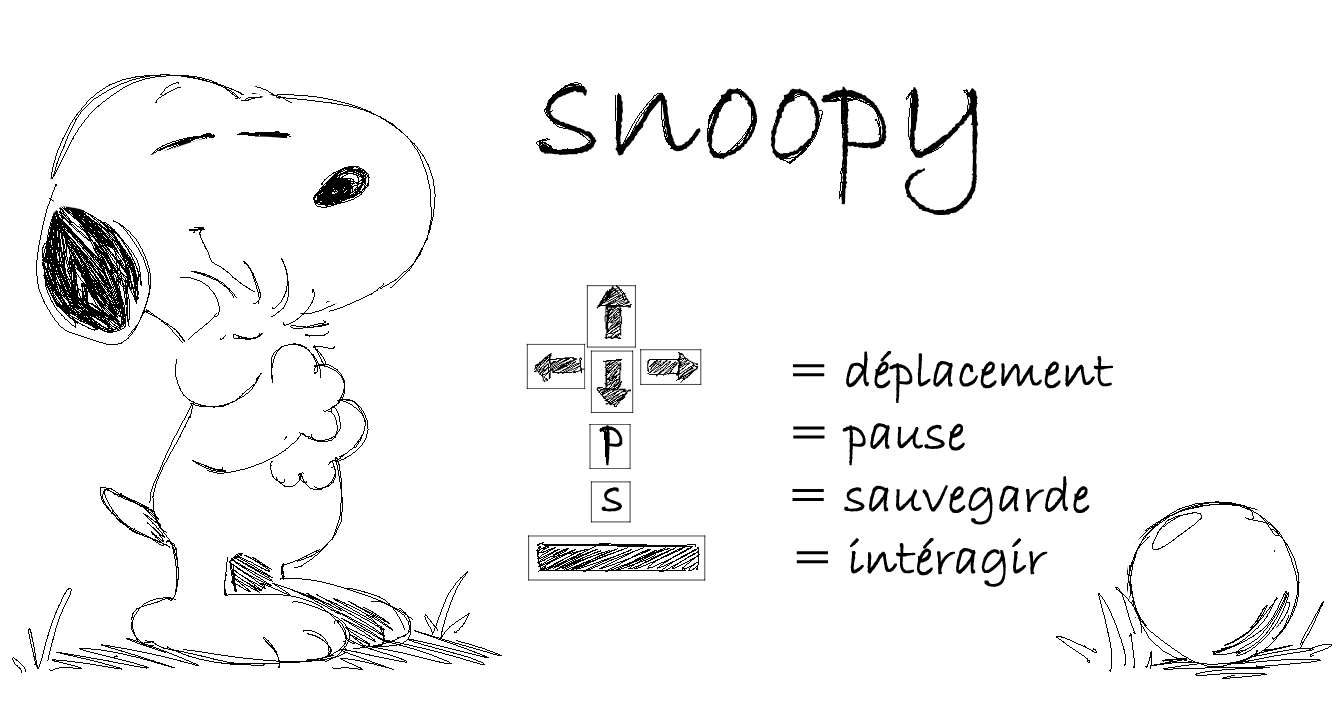 snoopy
= déplacement
P = pause
S = sauvegarde
= intéragir